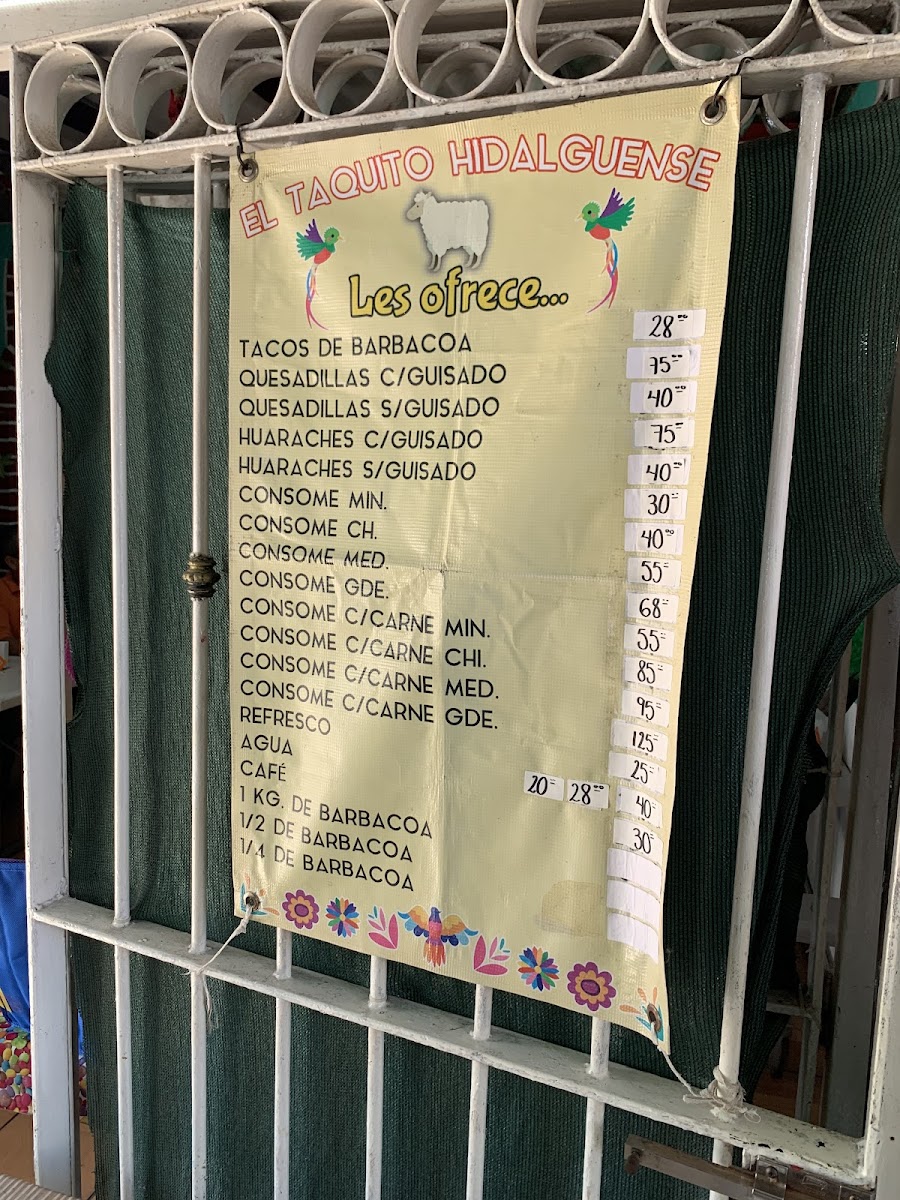 EL TAQUITO HIDALGUENSE
Les ofrece...
TACOS DE BARBACOA 28°°
QUESADILLAS C/GUISADO 75°°
QUESADILLAS S/GUISADO 40°°
HUARACHES C/GUISADO 75=
HUARACHES S/GUISADO 40°°
CONSOME MIN. 30=
CONSOME CH. 40°°
CONSOME MED. 55=
CONSOME GDE. 68=
CONSOME C/CARNE MIN. 55=
CONSOME C/CARNE CHI. 85=
CONSOME C/CARNE MED. 95=
CONSOME C/CARNE GDE. 125=
REFRESCO 25=
AGUA 20= 28°° 40=
CAFÉ 30=
1 KG. DE BARBACOA
1/2 DE BARBACOA
1/4 DE BARBACOA